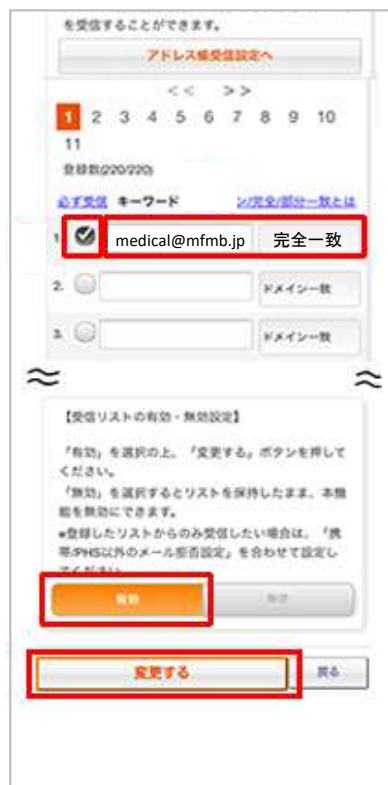 を受信することができます。
アドレス帳受信設定へ
<< >>
1 2 3 4 5 6 7 8 9 10
11
登録数(220/220)
必ず受信 キーワード ン/完全/部分一致とは
1. medical@mfmb.jp 完全一致
2. ドメイン一致
3. ドメイン一致
≈ ≈
【受信リストの有効・無効設定】
「有効」を選択の上、「変更する」ボタンを押して
ください。
「無効」を選択するとリストを保持したまま、本機
能を無効にできます。
※登録したリストからのみ受信したい場合は、「携
帯/PHS以外のメール拒否設定」を合わせて設定し
てください。
有効 無効
変更する 戻る